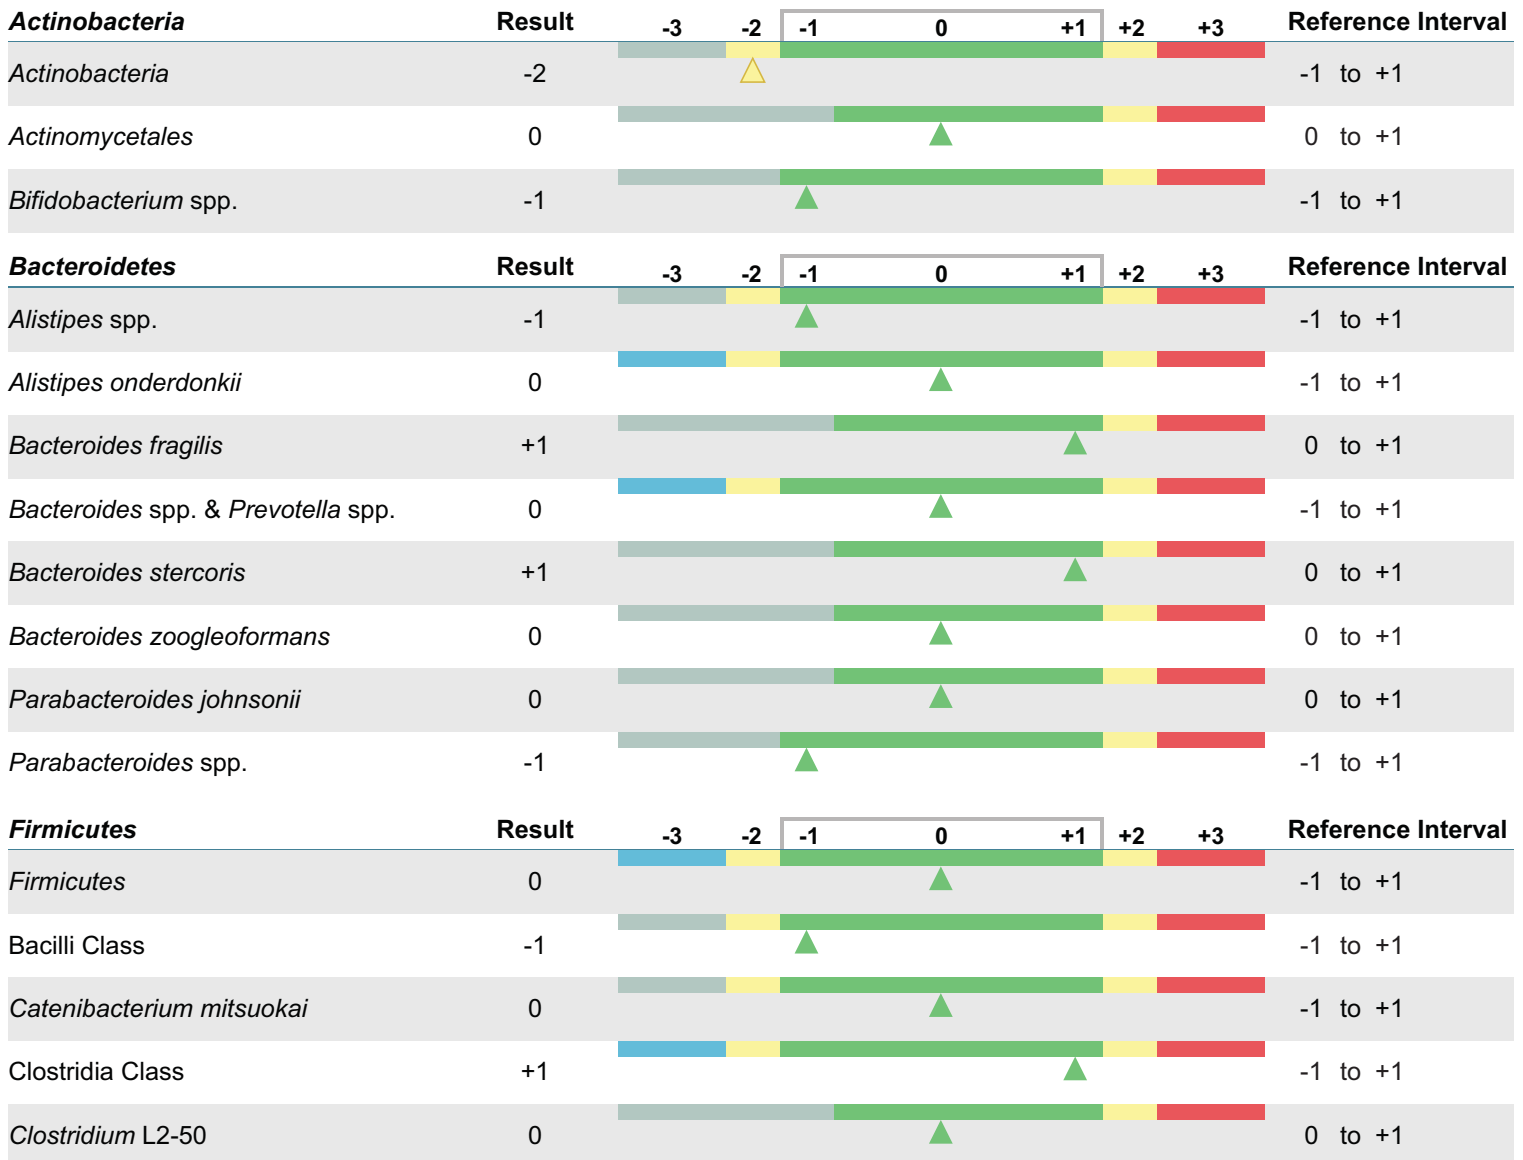 Actinobacteria Result -3 -2 -1 0 +1 +2 +3 Reference Interval
Actinobacteria -2 -1 to +1
Actinomycetales 0 0 to +1
Bifidobacterium spp. -1 -1 to +1
Bacteroidetes Result -3 -2 -1 0 +1 +2 +3 Reference Interval
Alistipes spp. -1 -1 to +1
Alistipes onderdonkii 0 -1 to +1
Bacteroides fragilis +1 0 to +1
Bacteroides spp. & Prevotella spp. 0 -1 to +1
Bacteroides stercoris +1 0 to +1
Bacteroides zoogleoformans 0 0 to +1
Parabacteroides johnsonii 0 0 to +1
Parabacteroides spp. -1 -1 to +1
Firmicutes Result -3 -2 -1 0 +1 +2 +3 Reference Interval
Firmicutes 0 -1 to +1
Bacilli Class -1 -1 to +1
Catenibacterium mitsuokai 0 -1 to +1
Clostridia Class +1 -1 to +1
Clostridium L2-50 0 0 to +1